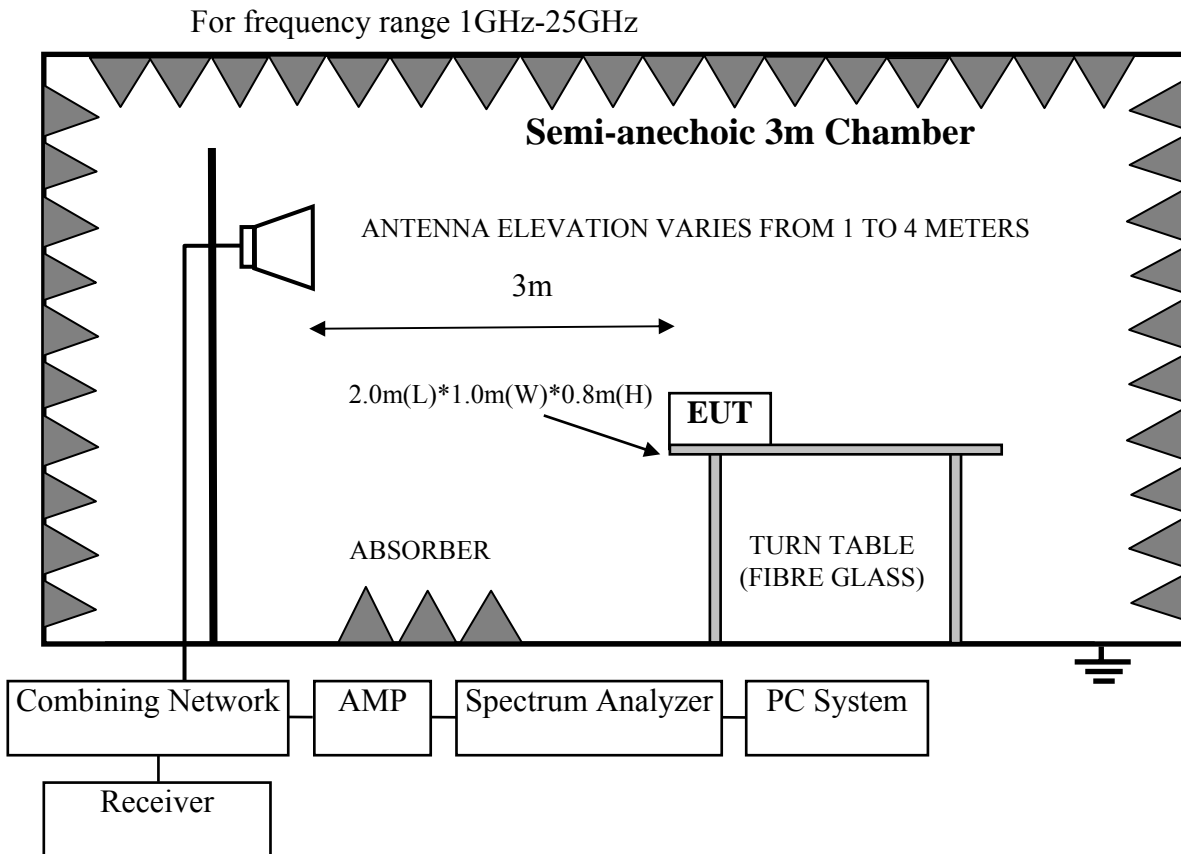 For frequency range 1GHz-25GHz
Semi-anechoic 3m Chamber
ANTENNA ELEVATION VARIES FROM 1 TO 4 METERS
3m
2.0m(L)*1.0m(W)*0.8m(H)
EUT
ABSORBER
TURN TABLE
(FIBRE GLASS)
Combining Network
AMP
Spectrum Analyzer
PC System
Receiver